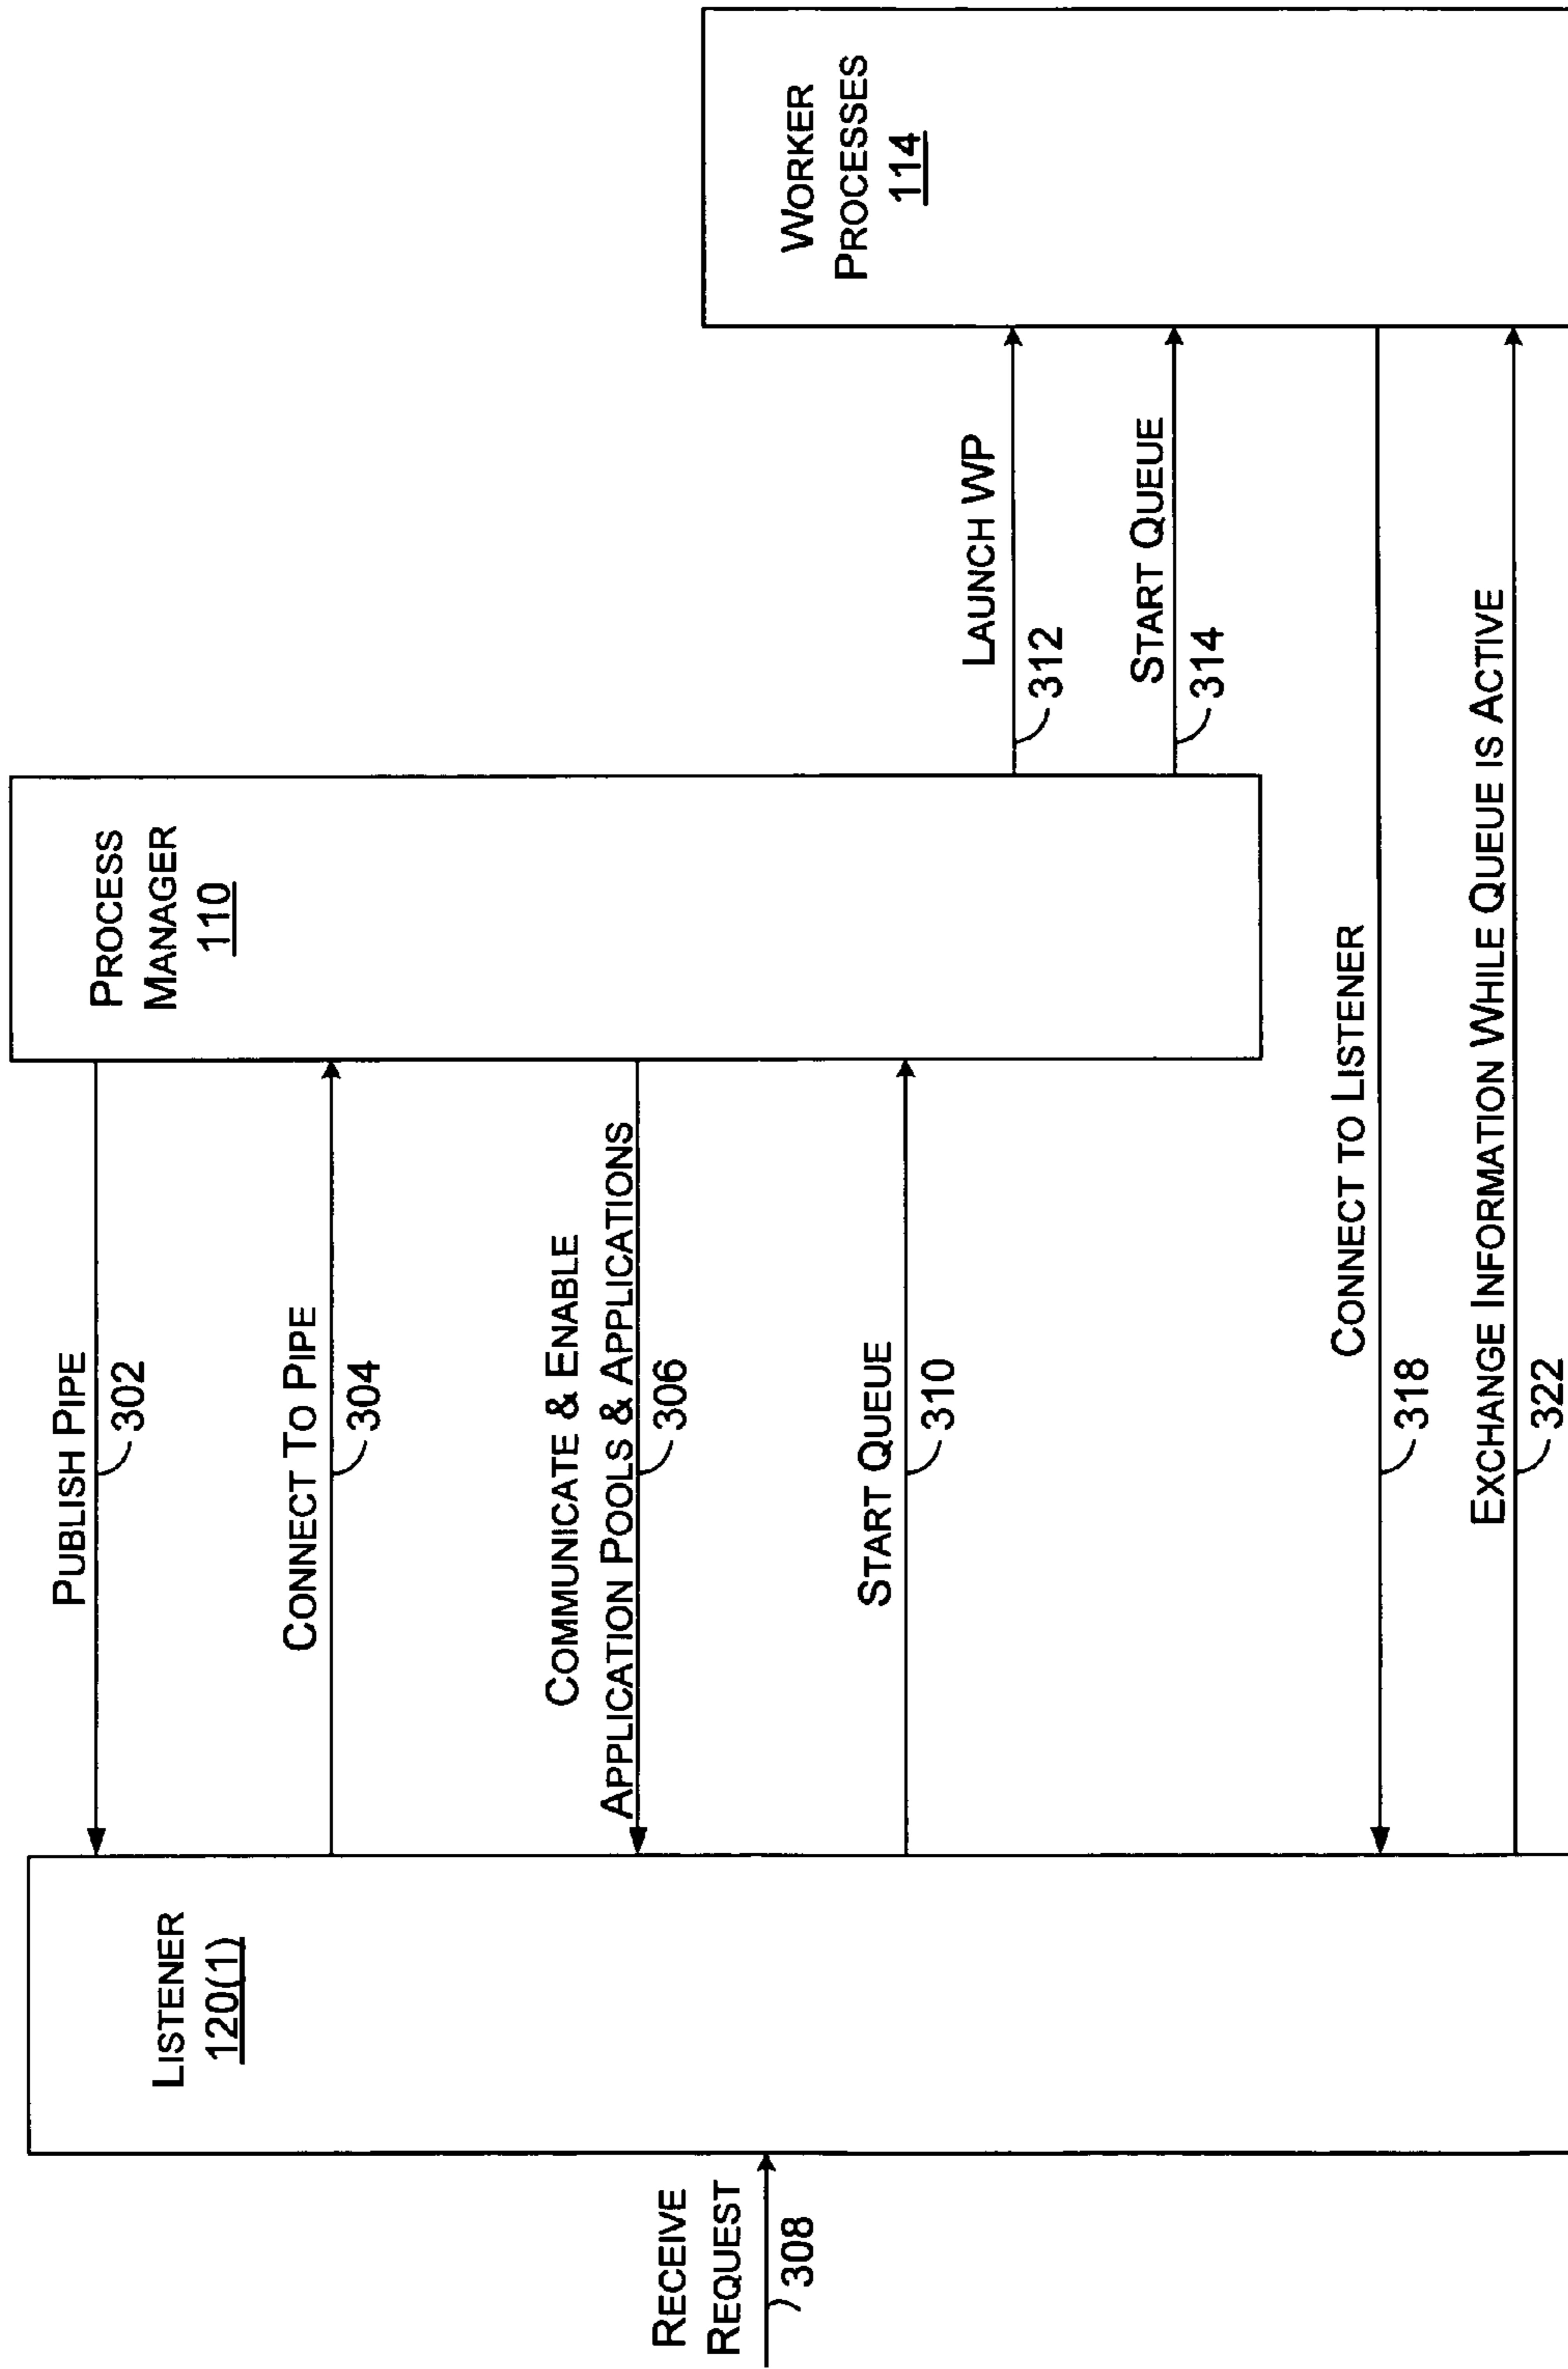 LISTENER
120(1)
PROCESS
MANAGER
110
WORKER
PROCESSES
114
PUBLISH PIPE
302
CONNECT TO PIPE
304
COMMUNICATE & ENABLE
APPLICATION POOLS & APPLICATIONS
306
RECEIVE
REQUEST
308
START QUEUE
310
LAUNCH WP
312
START QUEUE
314
CONNECT TO LISTENER
318
EXCHANGE INFORMATION WHILE QUEUE IS ACTIVE
322